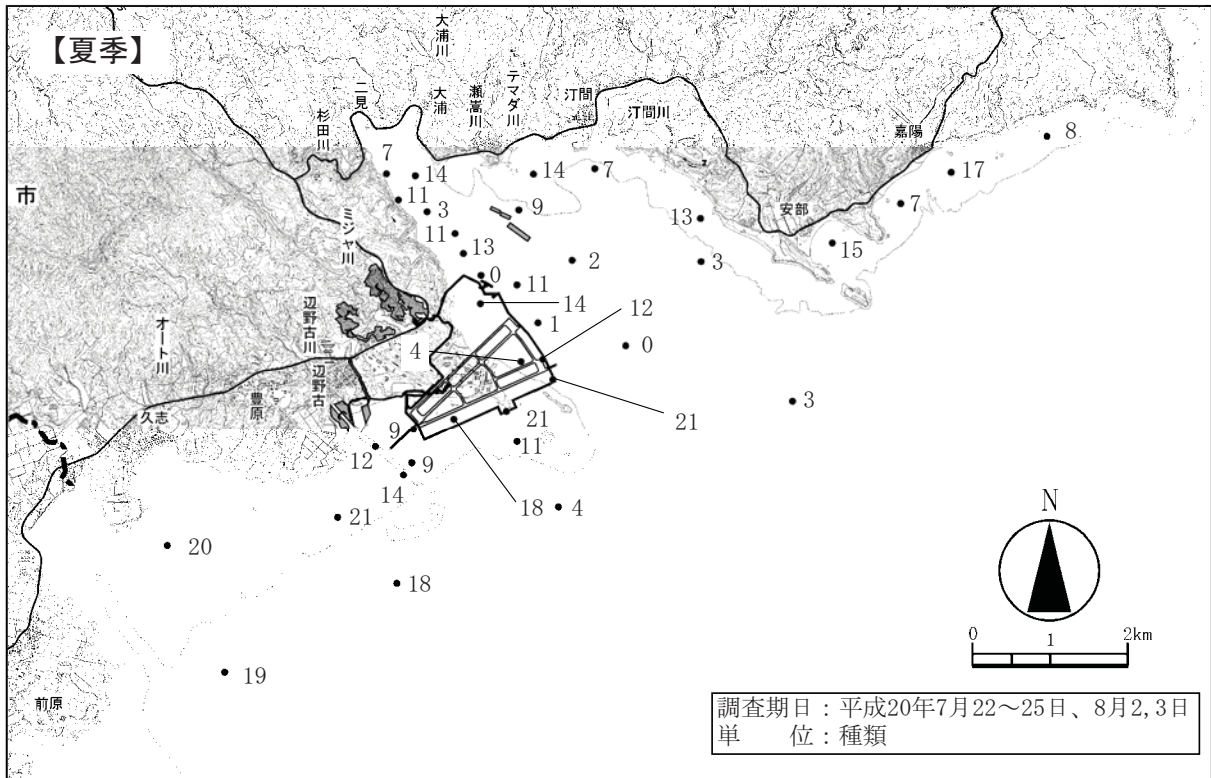 【夏季】
大浦川
テマダ川
瀬嵩川
大浦
二見
杉田川
汀間
汀間川
嘉陽
安部
市
ミジャ川
辺野古川
辺野古
オート川
豊原
久志
前原
8
17
7
15
7
14
14
7
11
3
9
13
11
13
2
3
0
11
14
12
1
0
4
3
21
21
9
11
12
9
14
18
4
21
20
18
19
N
0 1 2km
調査期日：平成20年7月22～25日、8月2,3日
単　　位：種類